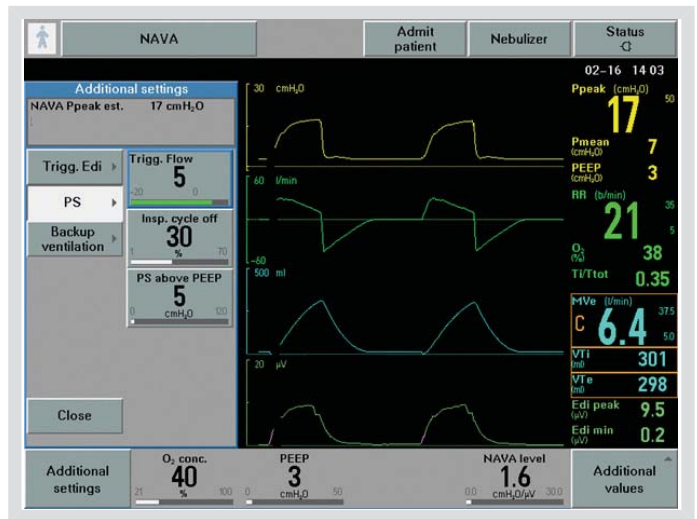 NAVA
Admit patient
Nebulizer
Status
02-16 14 03
Additional settings
NAVA Ppeak est. 17 cmH₂O
Trigg. Edi
PS
Backup ventilation
Close
Trigg. Flow
5
-20 0
Insp. cycle off
30
1 % 70
PS above PEEP
5
0 cmH₂O 120
30 cmH₂O
60 l/min
-60
500 ml
20 µV
Ppeak (cmH₂O)
17 50
Pmean (cmH₂O) 7
PEEP (cmH₂O) 3
RR (b/min)
21 35 5
O₂ (%) 38
Ti/Ttot 0.35
MVe (l/min)
C 6.4 37.5 5.0
VTi (ml) 301
VTe (ml) 298
Edi peak (µV) 9.5
Edi min (µV) 0.2
Additional settings
O₂ conc.
40
21 % 100
PEEP
3
0 cmH₂O 50
NAVA level
1.6
0.0 cmH₂O/µV 30.0
Additional values